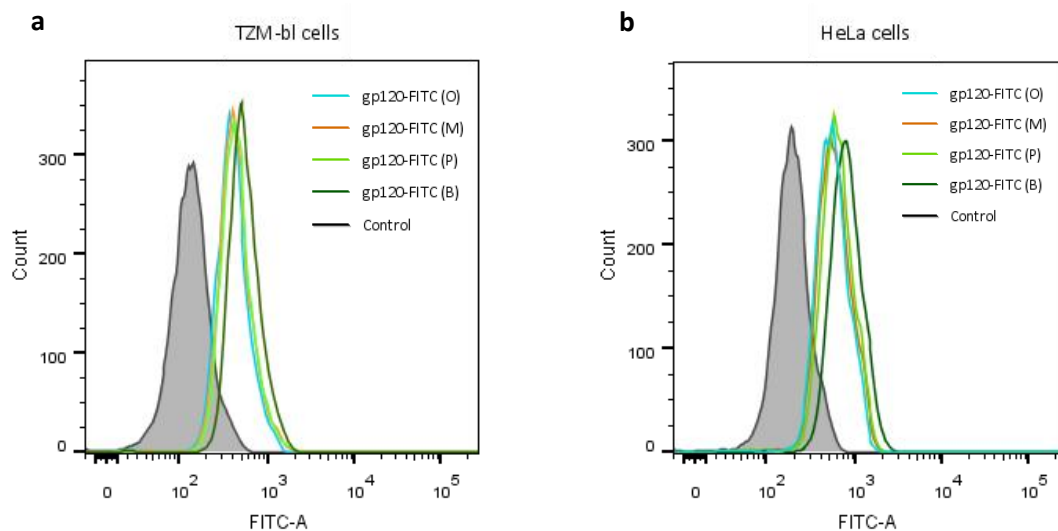 a
TZM-bl cells
gp120-FITC (O)
gp120-FITC (M)
gp120-FITC (P)
gp120-FITC (B)
Control
Count
300
200
100
0
0 10² 10³ 10⁴ 10⁵
FITC-A
b
HeLa cells
gp120-FITC (O)
gp120-FITC (M)
gp120-FITC (P)
gp120-FITC (B)
Control
Count
300
200
100
0
0 10² 10³ 10⁴ 10⁵
FITC-A